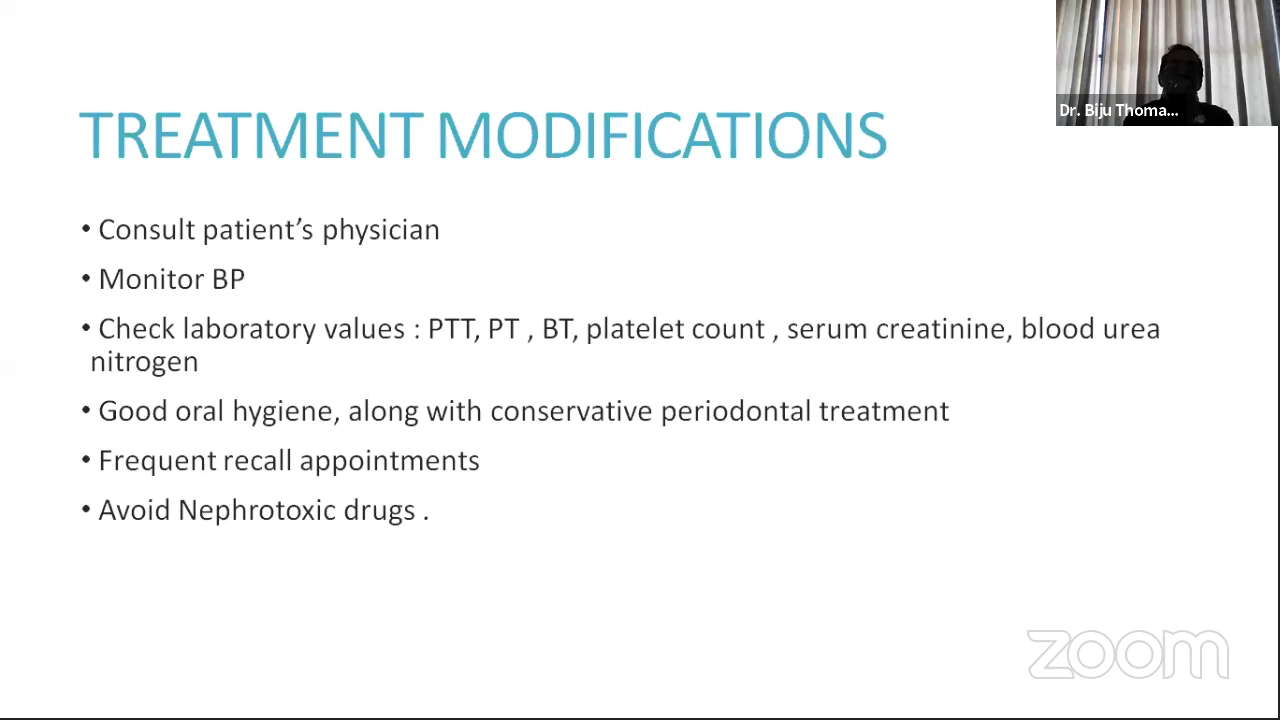 Dr. Biju Thoma...
TREATMENT MODIFICATIONS
• Consult patient’s physician
• Monitor BP
• Check laboratory values : PTT, PT , BT, platelet count , serum creatinine, blood urea
nitrogen
• Good oral hygiene, along with conservative periodontal treatment
• Frequent recall appointments
• Avoid Nephrotoxic drugs .
zoom